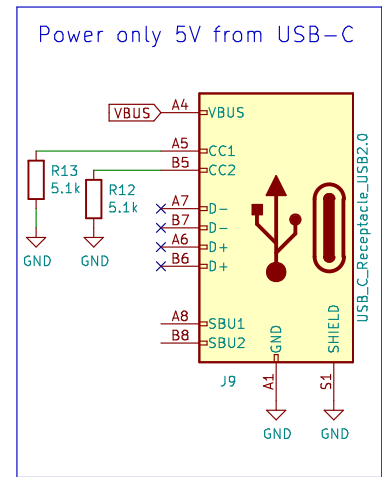 Power only 5V from USB-C
VBUS
A4
VBUS
A5
CC1
B5
CC2
R13
5.1k
R12
5.1k
A7
D-
B7
D-
A6
D+
B6
D+
GND
GND
A8
SBU1
B8
SBU2
GND
SHIELD
USB_C_Receptacle_USB2.0
J9
A1
S1
GND
GND